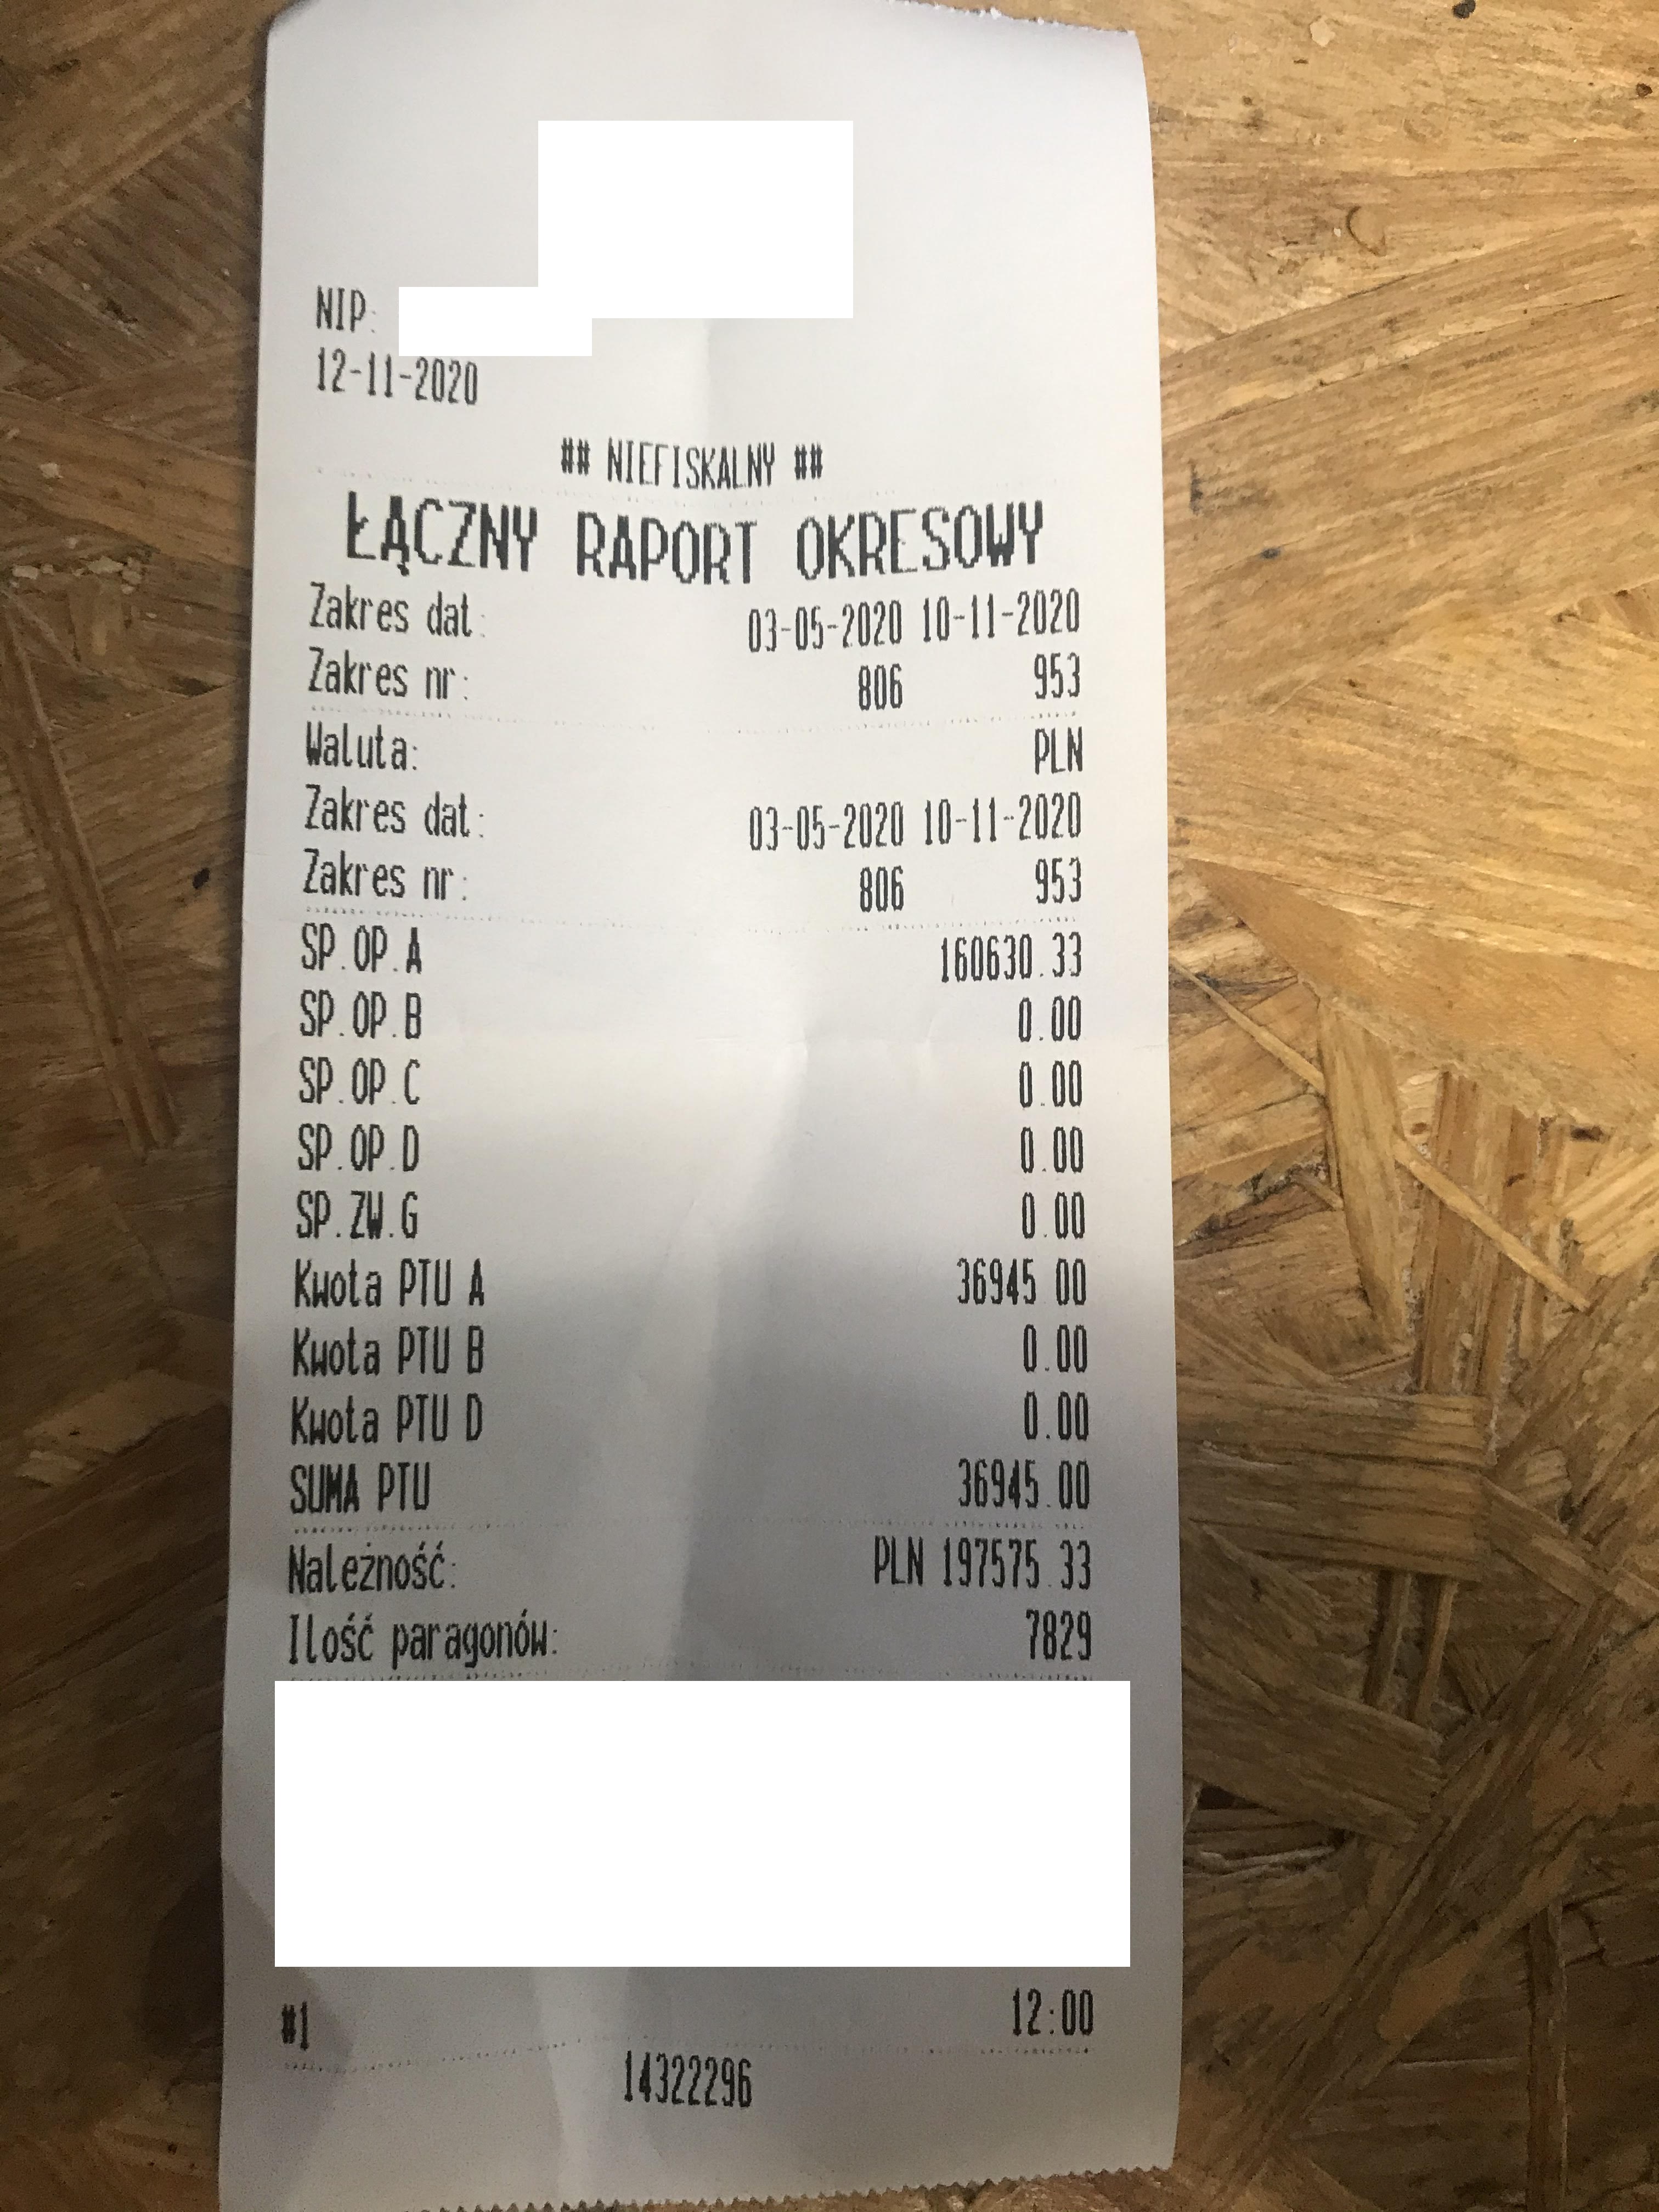 NIP:
12-11-2020
## NIEFISKALNY ##
ŁĄCZNY RAPORT OKRESOWY
Zakres dat: 03-05-2020 10-11-2020
Zakres nr: 806 953
Waluta: PLN
Zakres dat: 03-05-2020 10-11-2020
Zakres nr: 806 953
SP.OP.A 160630.33
SP.OP.B 0.00
SP.OP.C 0.00
SP.OP.D 0.00
SP.ZW.G 0.00
Kwota PTU A 36945.00
Kwota PTU B 0.00
Kwota PTU D 0.00
SUMA PTU 36945.00
Należność: PLN 197575.33
Ilość paragonów: 7829
#1 12:00
14322296